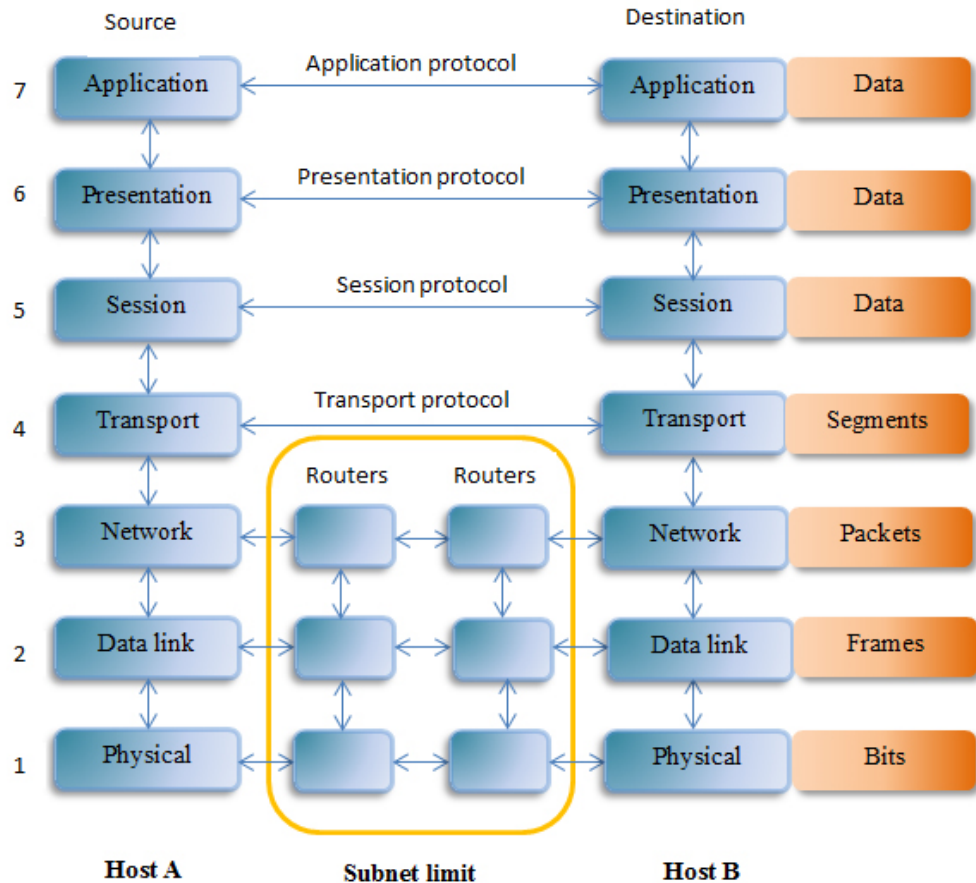 Source
Destination
7
Application
Application protocol
Application
Data
6
Presentation
Presentation protocol
Presentation
Data
5
Session
Session protocol
Session
Data
4
Transport
Transport protocol
Transport
Segments
Routers
Routers
3
Network
Network
Packets
2
Data link
Data link
Frames
1
Physical
Physical
Bits
Host A
Subnet limit
Host B